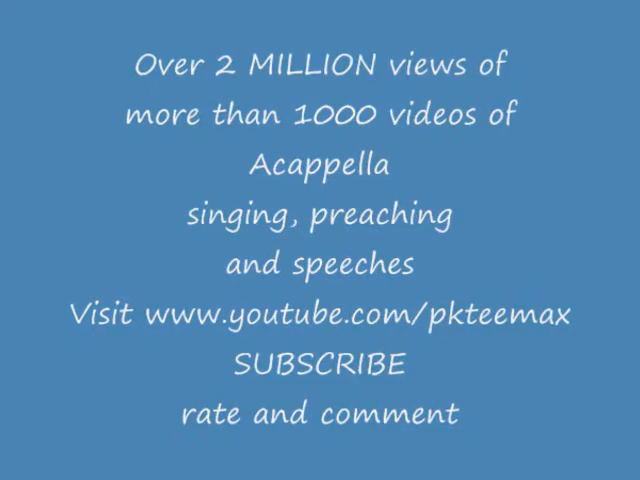 Over 2 MILLION views of
more than 1000 videos of
Acappella
singing, preaching
and speeches
Visit www.youtube.com/pkteemax
SUBSCRIBE
rate and comment